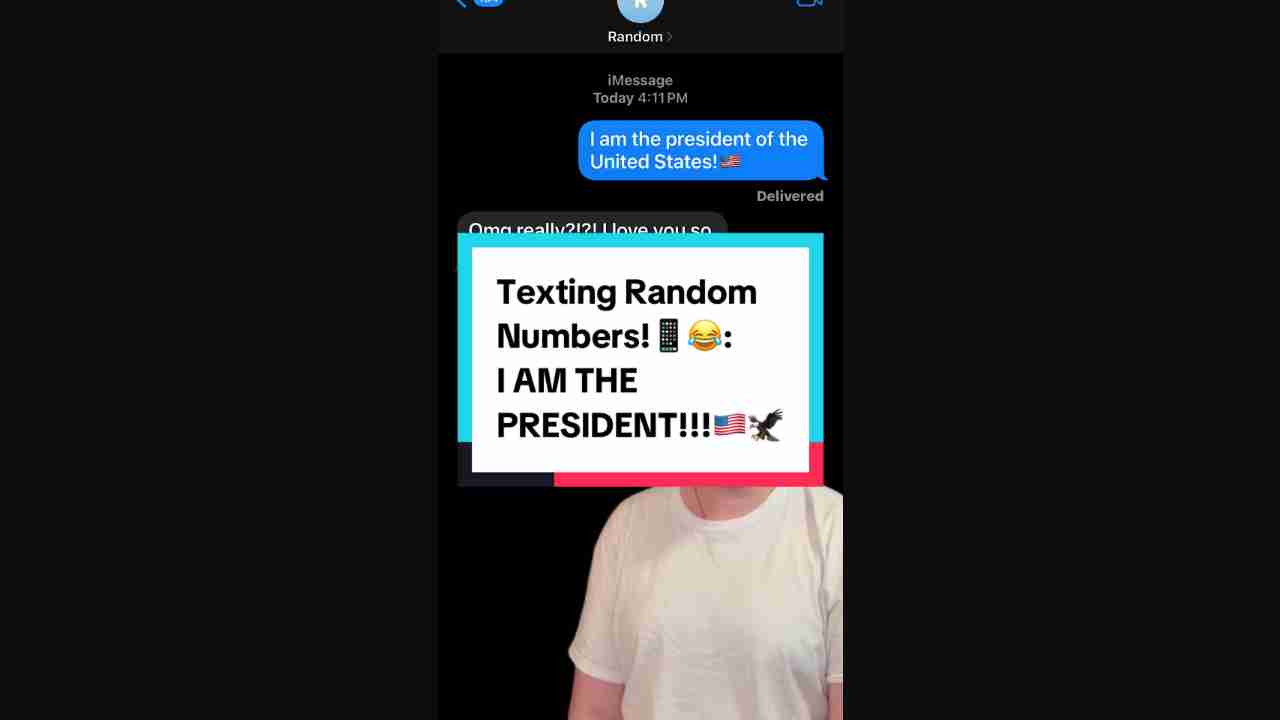 Random
iMessage
Today 4:11 PM
I am the president of the
United States!🇺🇸
Delivered
Omg really?!?! I love you so
Texting Random
Numbers!📱😂:
I AM THE
PRESIDENT!!!🇺🇸🦅